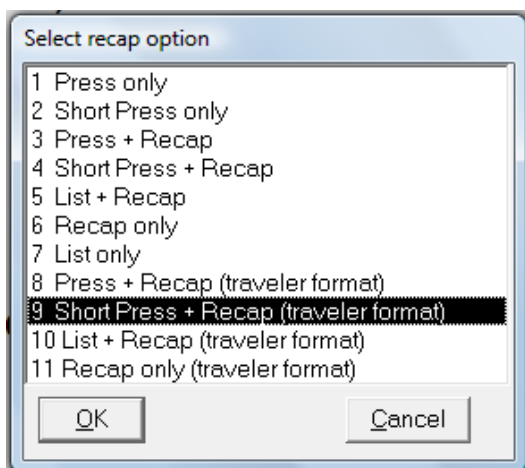 Select recap option
1 Press only
2 Short Press only
3 Press + Recap
4 Short Press + Recap
5 List + Recap
6 Recap only
7 List only
8 Press + Recap (traveler format)
9 Short Press + Recap (traveler format)
10 List + Recap (traveler format)
11 Recap only (traveler format)
OK Cancel